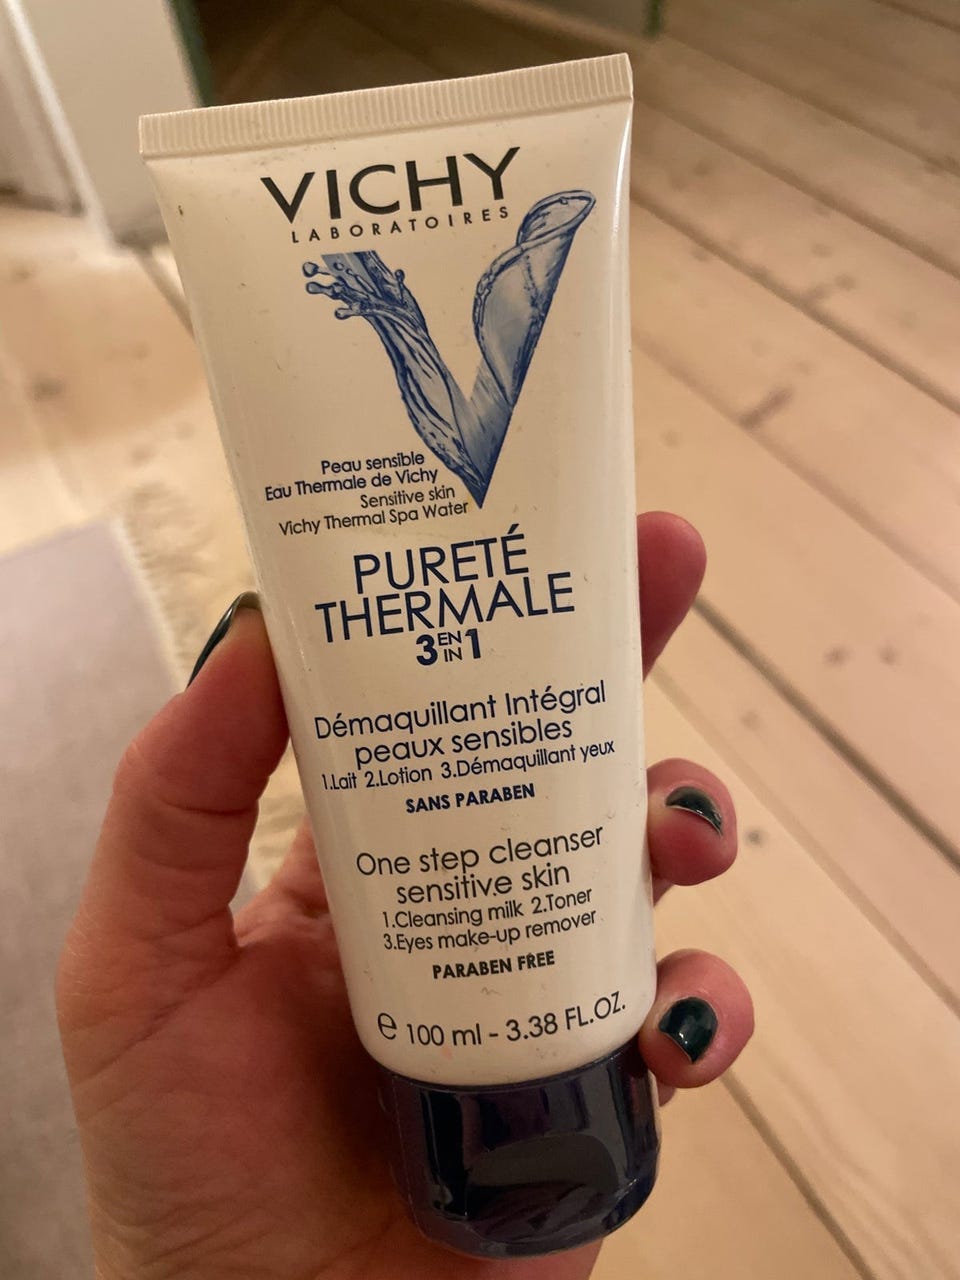 VICHY
LABORATOIRES
Peau sensible
Eau Thermale de Vichy
Sensitive skin
Vichy Thermal Spa Water
PURETÉ
THERMALE
3 EN IN 1
Démaquillant Intégral
peaux sensibles
1.Lait 2.Lotion 3.Démaquillant yeux
SANS PARABEN
One step cleanser
sensitive skin
1.Cleansing milk 2.Toner
3.Eyes make-up remover
PARABEN FREE
e 100 ml - 3.38 FL.OZ.